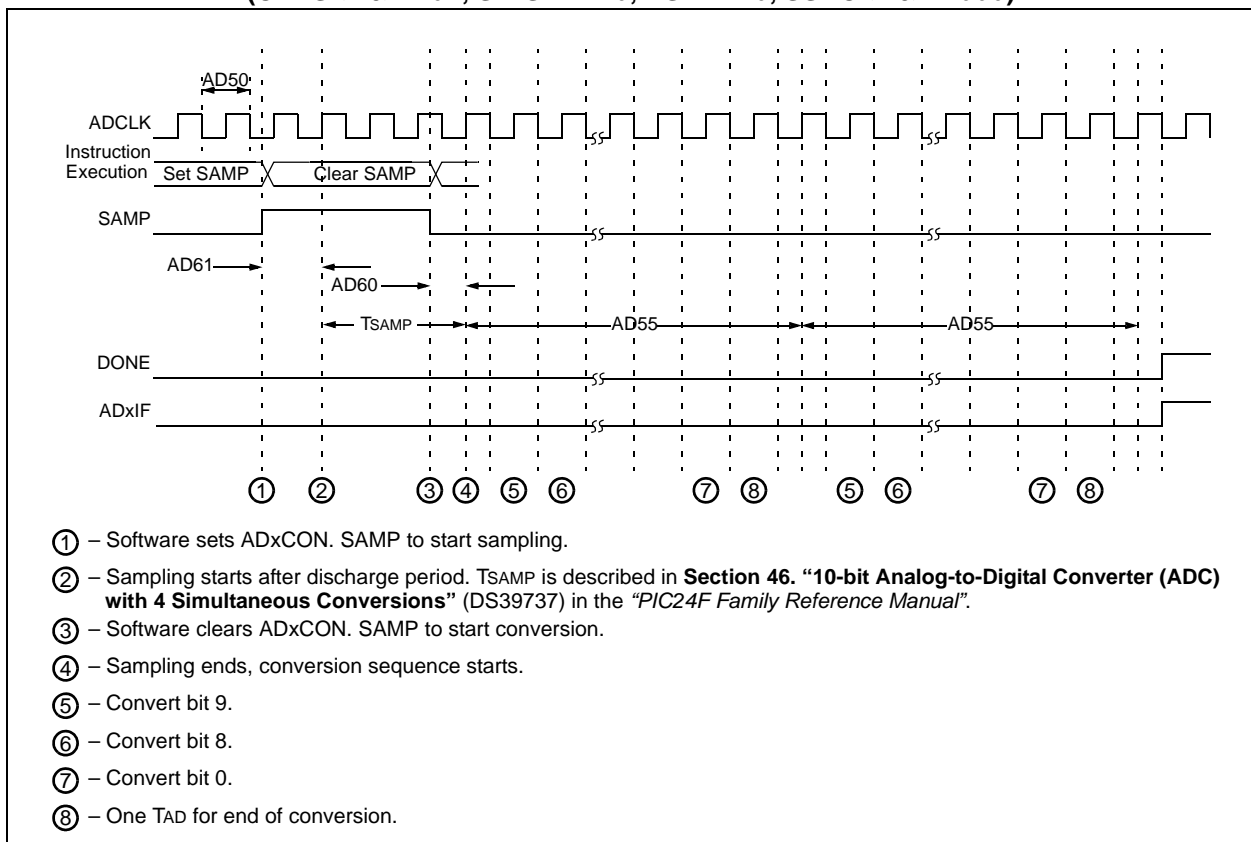 AD50
ADCLK
Instruction
Execution Set SAMP Clear SAMP
SAMP
AD61
AD60
TSAMP AD55 AD55
DONE
ADxIF
1 2 3 4 5 6 7 8 5 6 7 8
1 – Software sets ADxCON. SAMP to start sampling.
2 – Sampling starts after discharge period. TSAMP is described in Section 46. “10-bit Analog-to-Digital Converter (ADC)
with 4 Simultaneous Conversions” (DS39737) in the “PIC24F Family Reference Manual”.
3 – Software clears ADxCON. SAMP to start conversion.
4 – Sampling ends, conversion sequence starts.
5 – Convert bit 9.
6 – Convert bit 8.
7 – Convert bit 0.
8 – One TAD for end of conversion.